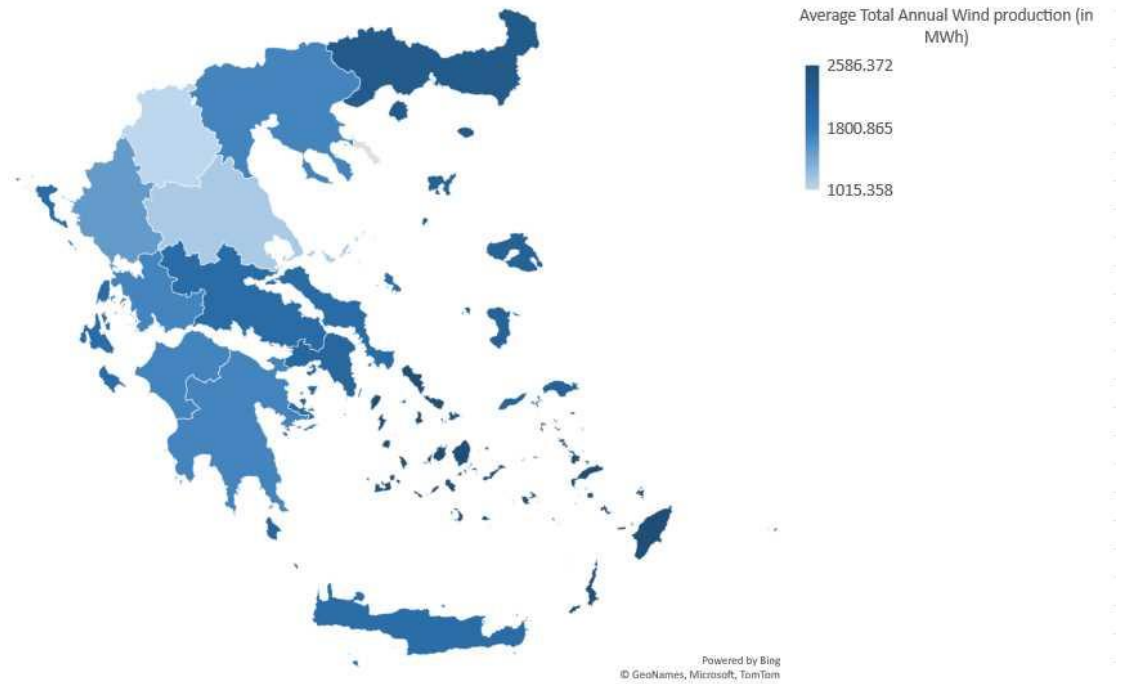 Average Total Annual Wind production (in
MWh)
2586.372
1800.865
1015.358
Powered by Bing
© GeoNames, Microsoft, TomTom